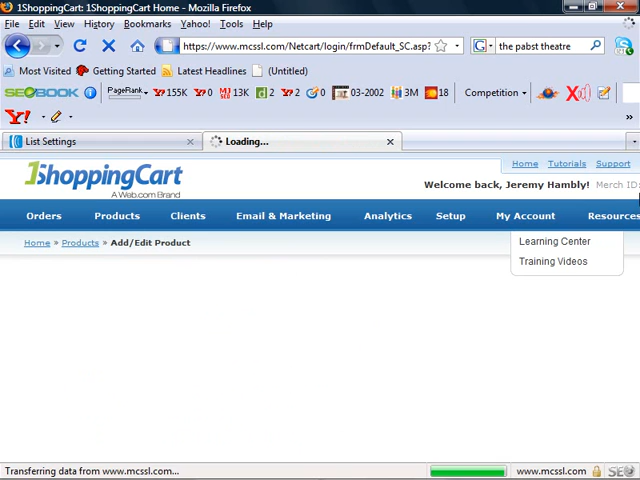 1ShoppingCart: 1ShoppingCart Home - Mozilla Firefox
File Edit View History Bookmarks Yahoo! Tools Help
https://www.mcssl.com/Netcart/login/frmDefault_SC.asp? the pabst theatre
Most Visited Getting Started Latest Headlines (Untitled)
SEOBOOK PageRank 155K 0 13K 2 2 0 03-2002 3M 18 Competition
Y!
List Settings Loading...
Home Tutorials Support
1ShoppingCart
A Web.com Brand
Welcome back, Jeremy Hambly! Merch ID:
Orders Products Clients Email & Marketing Analytics Setup My Account Resources
Home » Products » Add/Edit Product
Learning Center
Training Videos
Transferring data from www.mcssl.com... www.mcssl.com